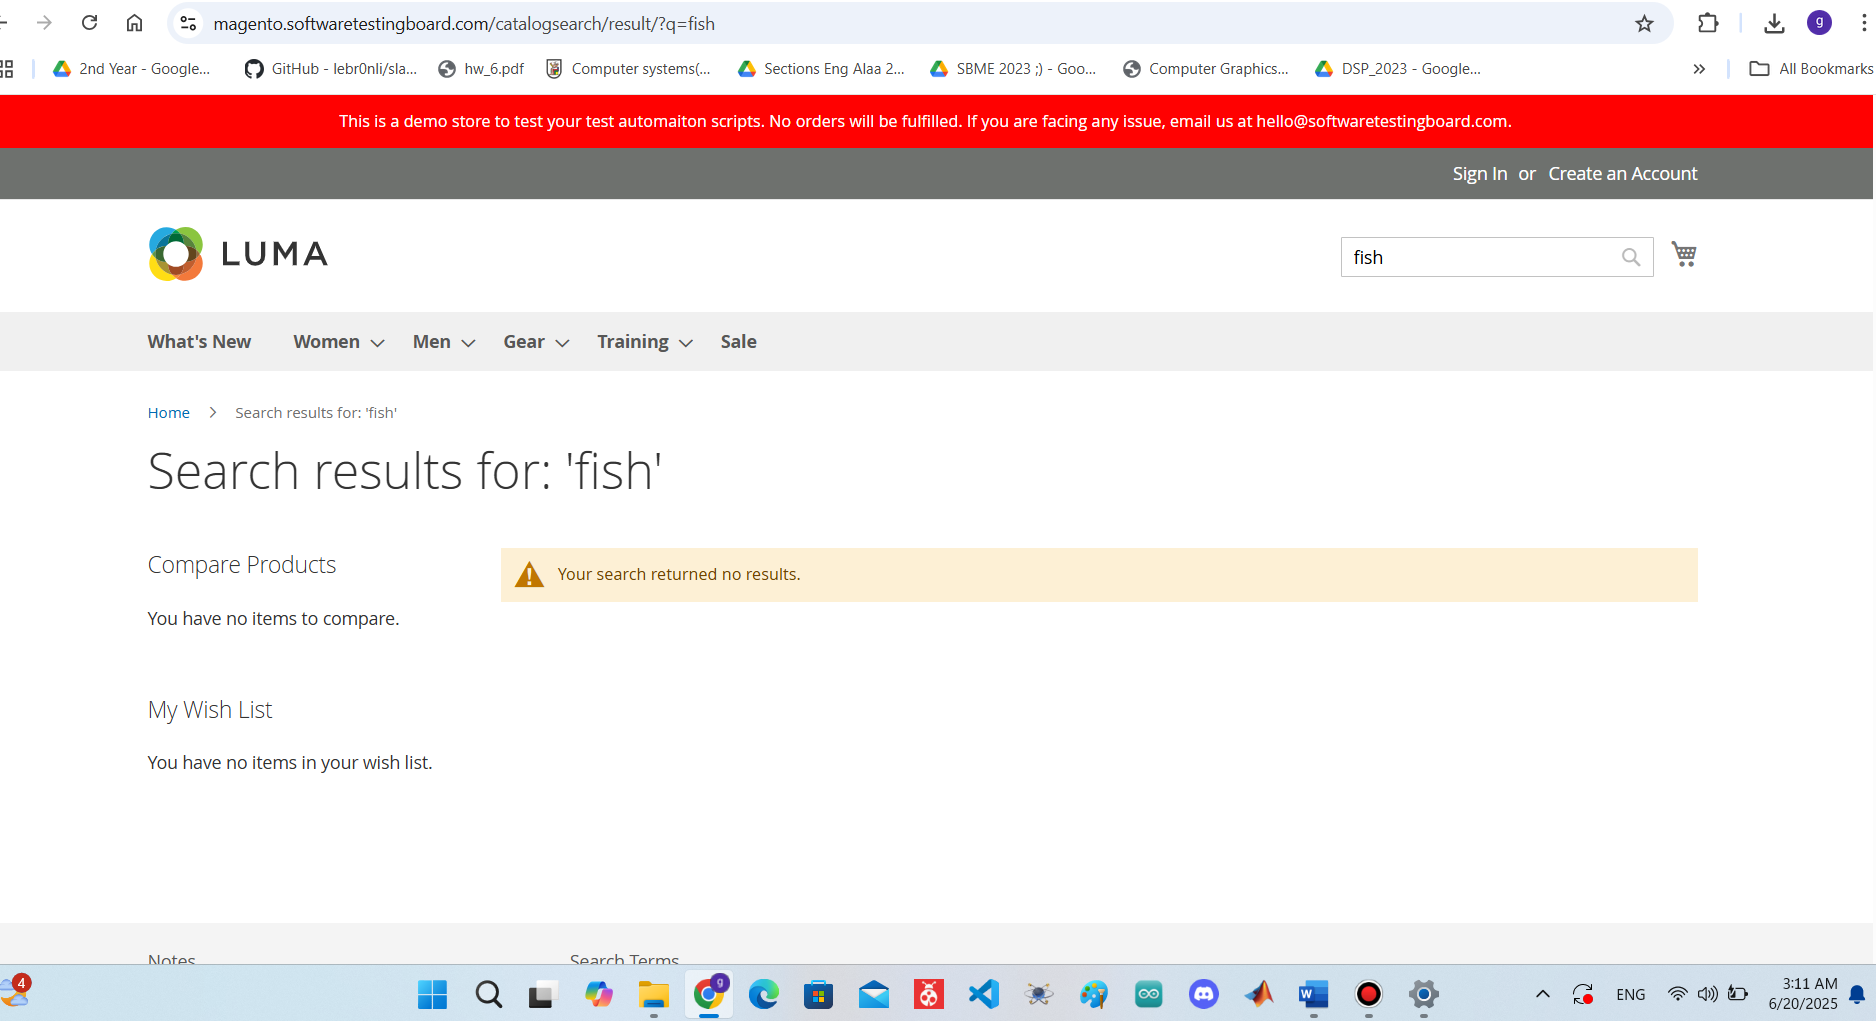 magento.softwaretestingboard.com/catalogsearch/result/?q=fish
g
2nd Year - Google...
GitHub - lebr0nli/sla...
hw_6.pdf
Computer systems(...
Sections Eng Alaa 2...
SBME 2023 ;) - Goo...
Computer Graphics...
DSP_2023 - Google...
All Bookmarks
This is a demo store to test your test automaiton scripts. No orders will be fulfilled. If you are facing any issue, email us at hello@softwaretestingboard.com.
Sign In or Create an Account
LUMA
fish
What's New Women Men Gear Training Sale
Home Search results for: 'fish'
Search results for: 'fish'
Compare Products
Your search returned no results.
You have no items to compare.
My Wish List
You have no items in your wish list.
Notes
Search Terms
4
g
W
ENG
3:11 AM
6/20/2025